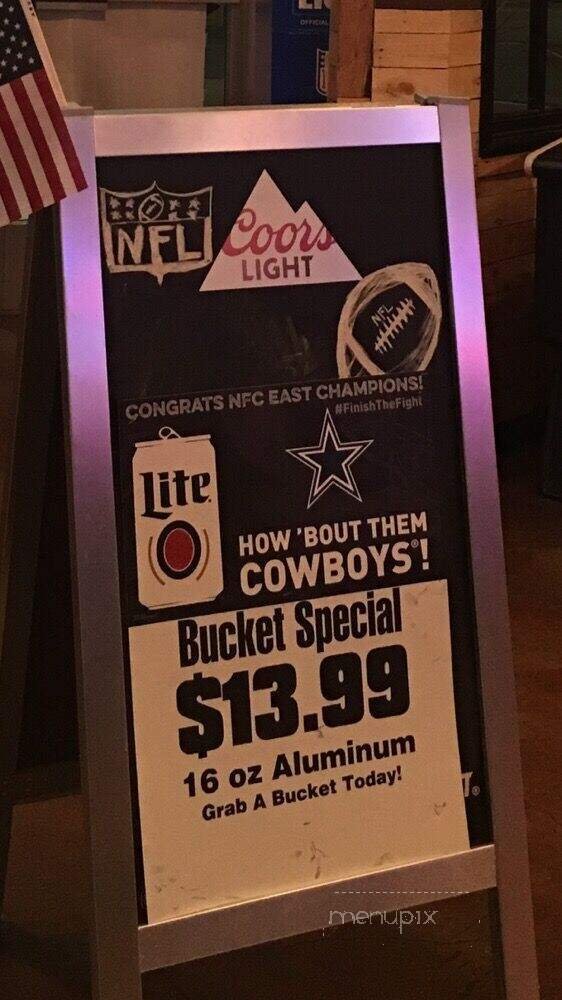 OFFICIAL
NFL
Coors
LIGHT
NFL
CONGRATS NFC EAST CHAMPIONS!
#FinishTheFight
Lite
HOW 'BOUT THEM
COWBOYS®!
Bucket Special
$13.99
16 oz Aluminum
Grab A Bucket Today!
menupix